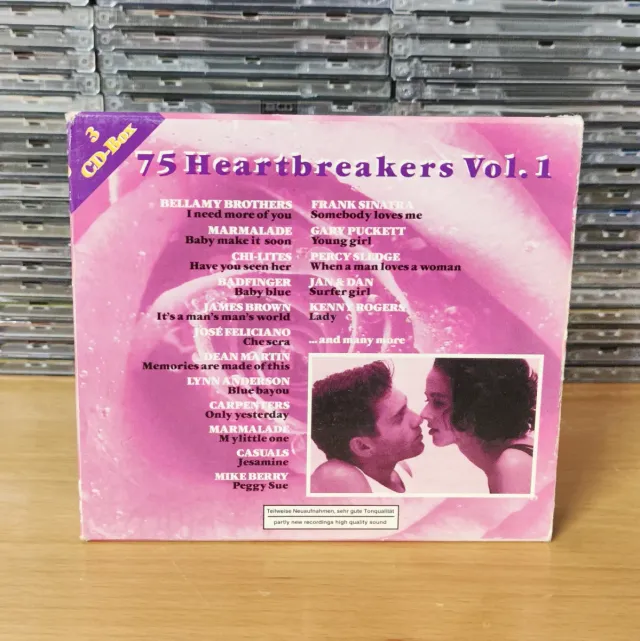 3
CD-Box
75 Heartbreakers Vol. 1
BELLAMY BROTHERS
I need more of you
MARMALADE
Baby make it soon
CHI-LITES
Have you seen her
BADFINGER
Baby blue
JAMES BROWN
It's a man's man's world
JOSÉ FELICIANO
Che sera
DEAN MARTIN
Memories are made of this
LYNN ANDERSON
Blue bayou
CARPENTERS
Only yesterday
MARMALADE
My little one
CASUALS
Jesamine
MIKE BERRY
Peggy Sue
FRANK SINATRA
Somebody loves me
GARY PUCKETT
Young girl
PERCY SLEDGE
When a man loves a woman
JAN & DAN
Surfer girl
KENNY ROGERS
Lady
...and many more
Teilweise Neuaufnahmen, sehr gute Tonqualität
partly new recordings high quality sound